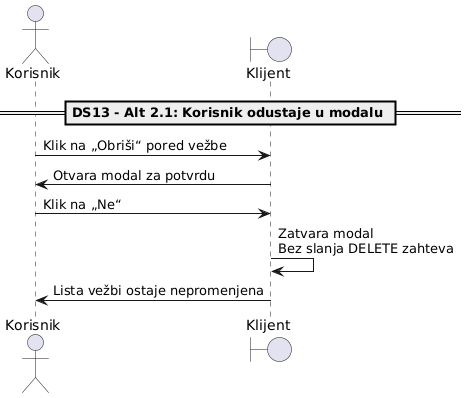 Korisnik
Klijent
DS13 - Alt 2.1: Korisnik odustaje u modalu
Klik na „Obriši“ pored vežbe
Otvara modal za potvrdu
Klik na „Ne“
Zatvara modal
Bez slanja DELETE zahteva
Lista vežbi ostaje nepromenjena
Korisnik
Klijent